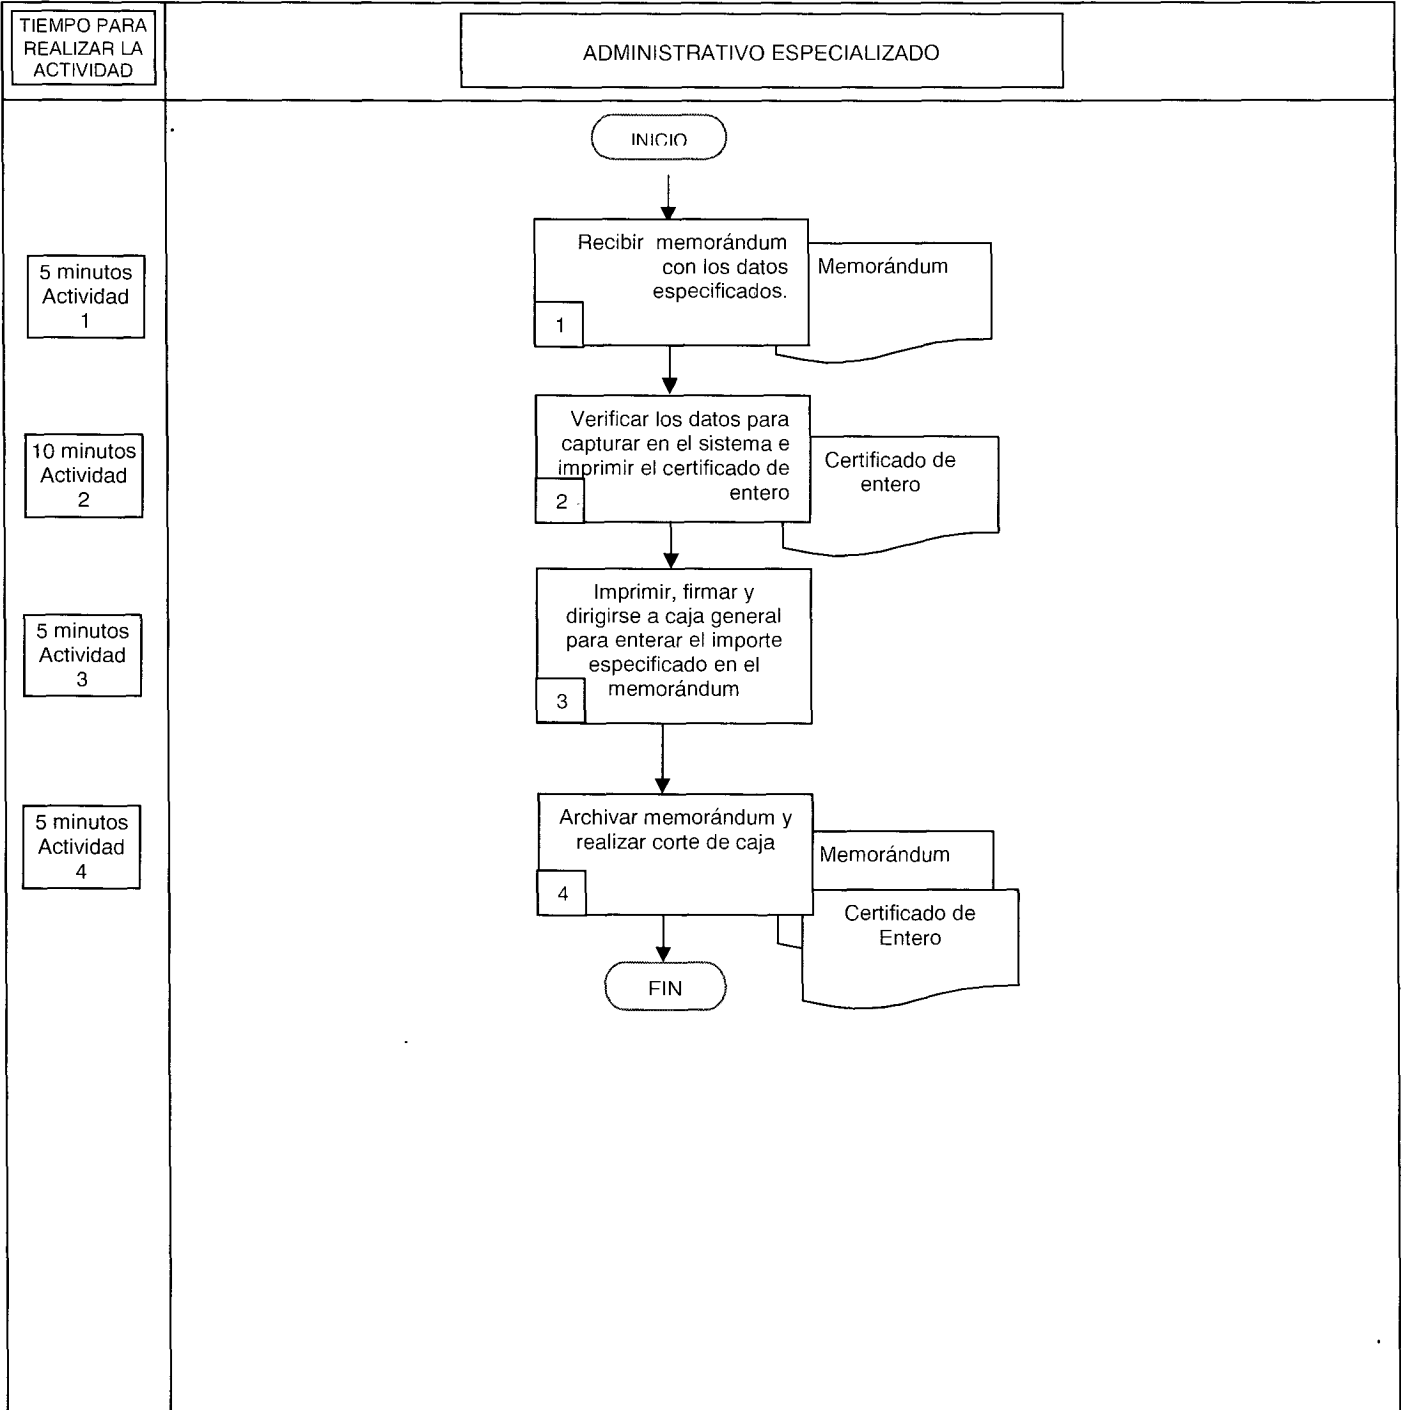 TIEMPO PARA
REALIZAR LA
ACTIVIDAD
ADMINISTRATIVO ESPECIALIZADO
INICIO
Recibir memorándum
con los datos
especificados.
1
Memorándum
5 minutos
Actividad
1
Verificar los datos para
capturar en el sistema e
imprimir el certificado de
entero
2
Certificado de
entero
10 minutos
Actividad
2
Imprimir, firmar y
dirigirse a caja general
para enterar el importe
especificado en el
memorándum
3
5 minutos
Actividad
3
Archivar memorándum y
realizar corte de caja
4
Memorándum
Certificado de
Entero
5 minutos
Actividad
4
FIN